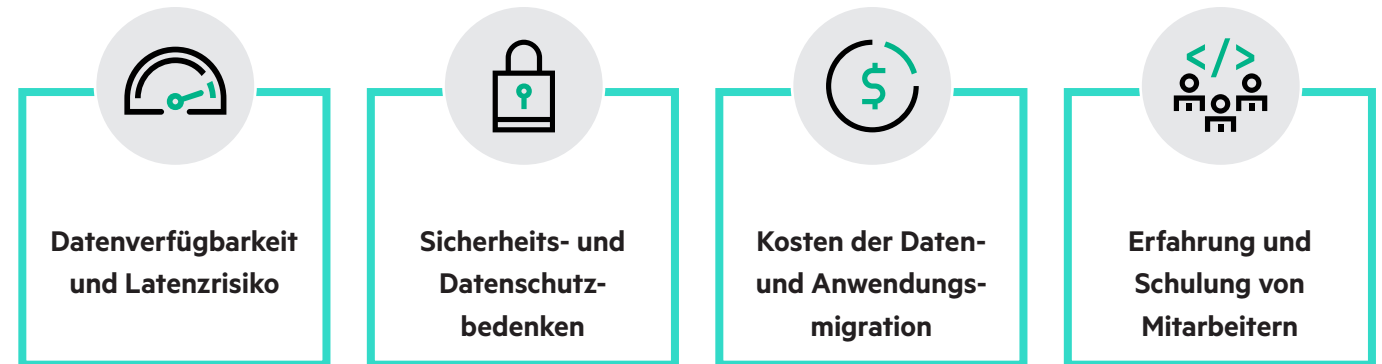 Datenverfügbarkeit
und Latenzrisiko
Sicherheits- und
Datenschutz-
bedenken
Kosten der Daten-
und Anwendungs-
migration
Erfahrung und
Schulung von
Mitarbeitern